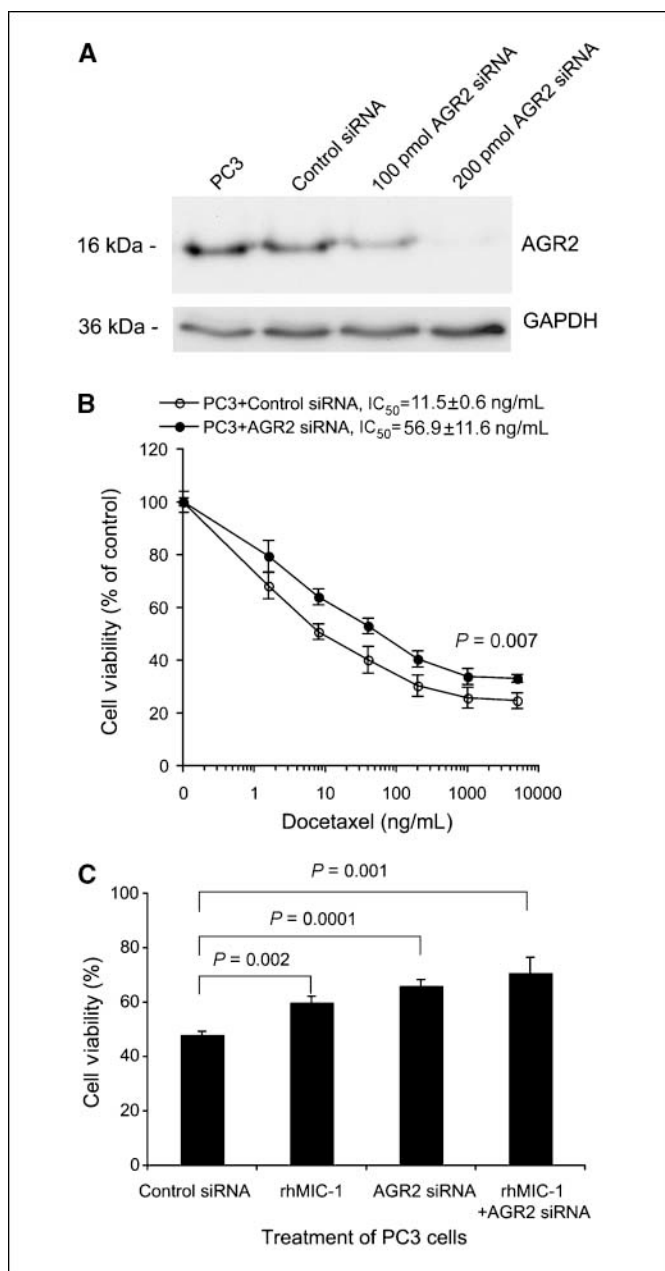 A
PC3
Control siRNA
100 pmol AGR2 siRNA
200 pmol AGR2 siRNA
16 kDa -
AGR2
36 kDa -
GAPDH
B
PC3+Control siRNA, IC50=11.5±0.6 ng/mL
PC3+AGR2 siRNA, IC50=56.9±11.6 ng/mL
120
100
80
60
40
20
0
Cell viability (% of control)
P = 0.007
0 1 10 100 1000 10000
Docetaxel (ng/mL)
C
100
80
60
40
20
0
Cell viability (%)
P = 0.001
P = 0.0001
P = 0.002
Control siRNA rhMIC-1 AGR2 siRNA rhMIC-1
+AGR2 siRNA
Treatment of PC3 cells